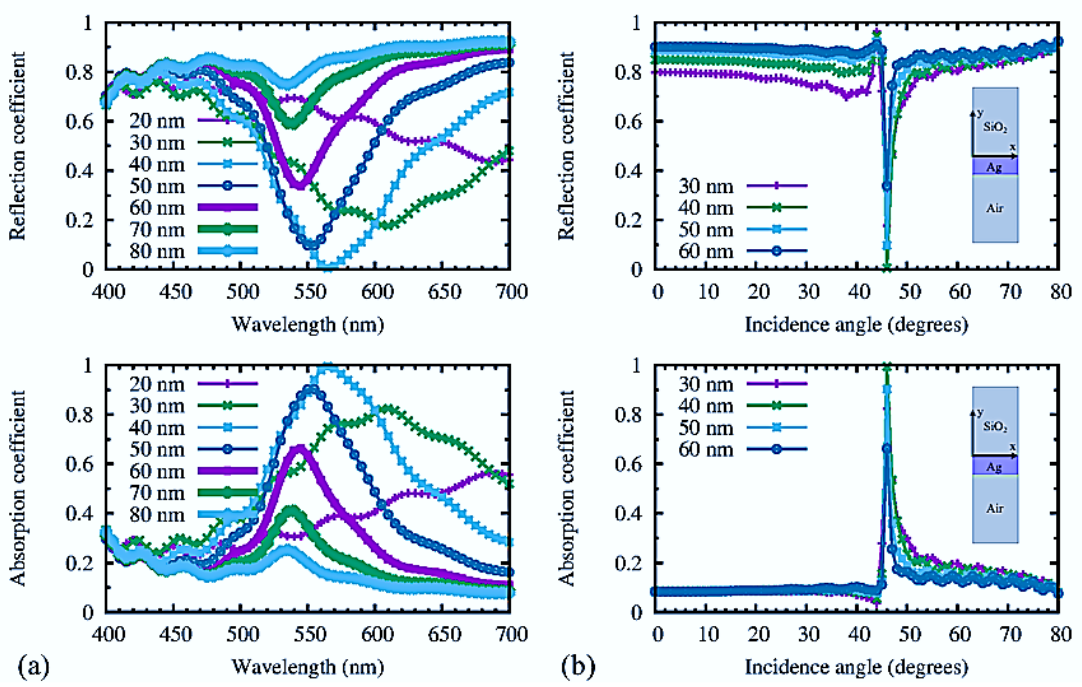 Reflection coefficient
1
0.8
0.6
0.4
0.2
0
20 nm
30 nm
40 nm
50 nm
60 nm
70 nm
80 nm
400 450 500 550 600 650 700
Wavelength (nm)
Reflection coefficient
1
0.8
0.6
0.4
0.2
0
30 nm
40 nm
50 nm
60 nm
y
SiO₂
x
Ag
Air
0 10 20 30 40 50 60 70 80
Incidence angle (degrees)
Absorption coefficient
1
0.8
0.6
0.4
0.2
0
20 nm
30 nm
40 nm
50 nm
60 nm
70 nm
80 nm
400 450 500 550 600 650 700
(a) Wavelength (nm)
Absorption coefficient
1
0.8
0.6
0.4
0.2
0
30 nm
40 nm
50 nm
60 nm
y
SiO₂
x
Ag
Air
0 10 20 30 40 50 60 70 80
(b) Incidence angle (degrees)